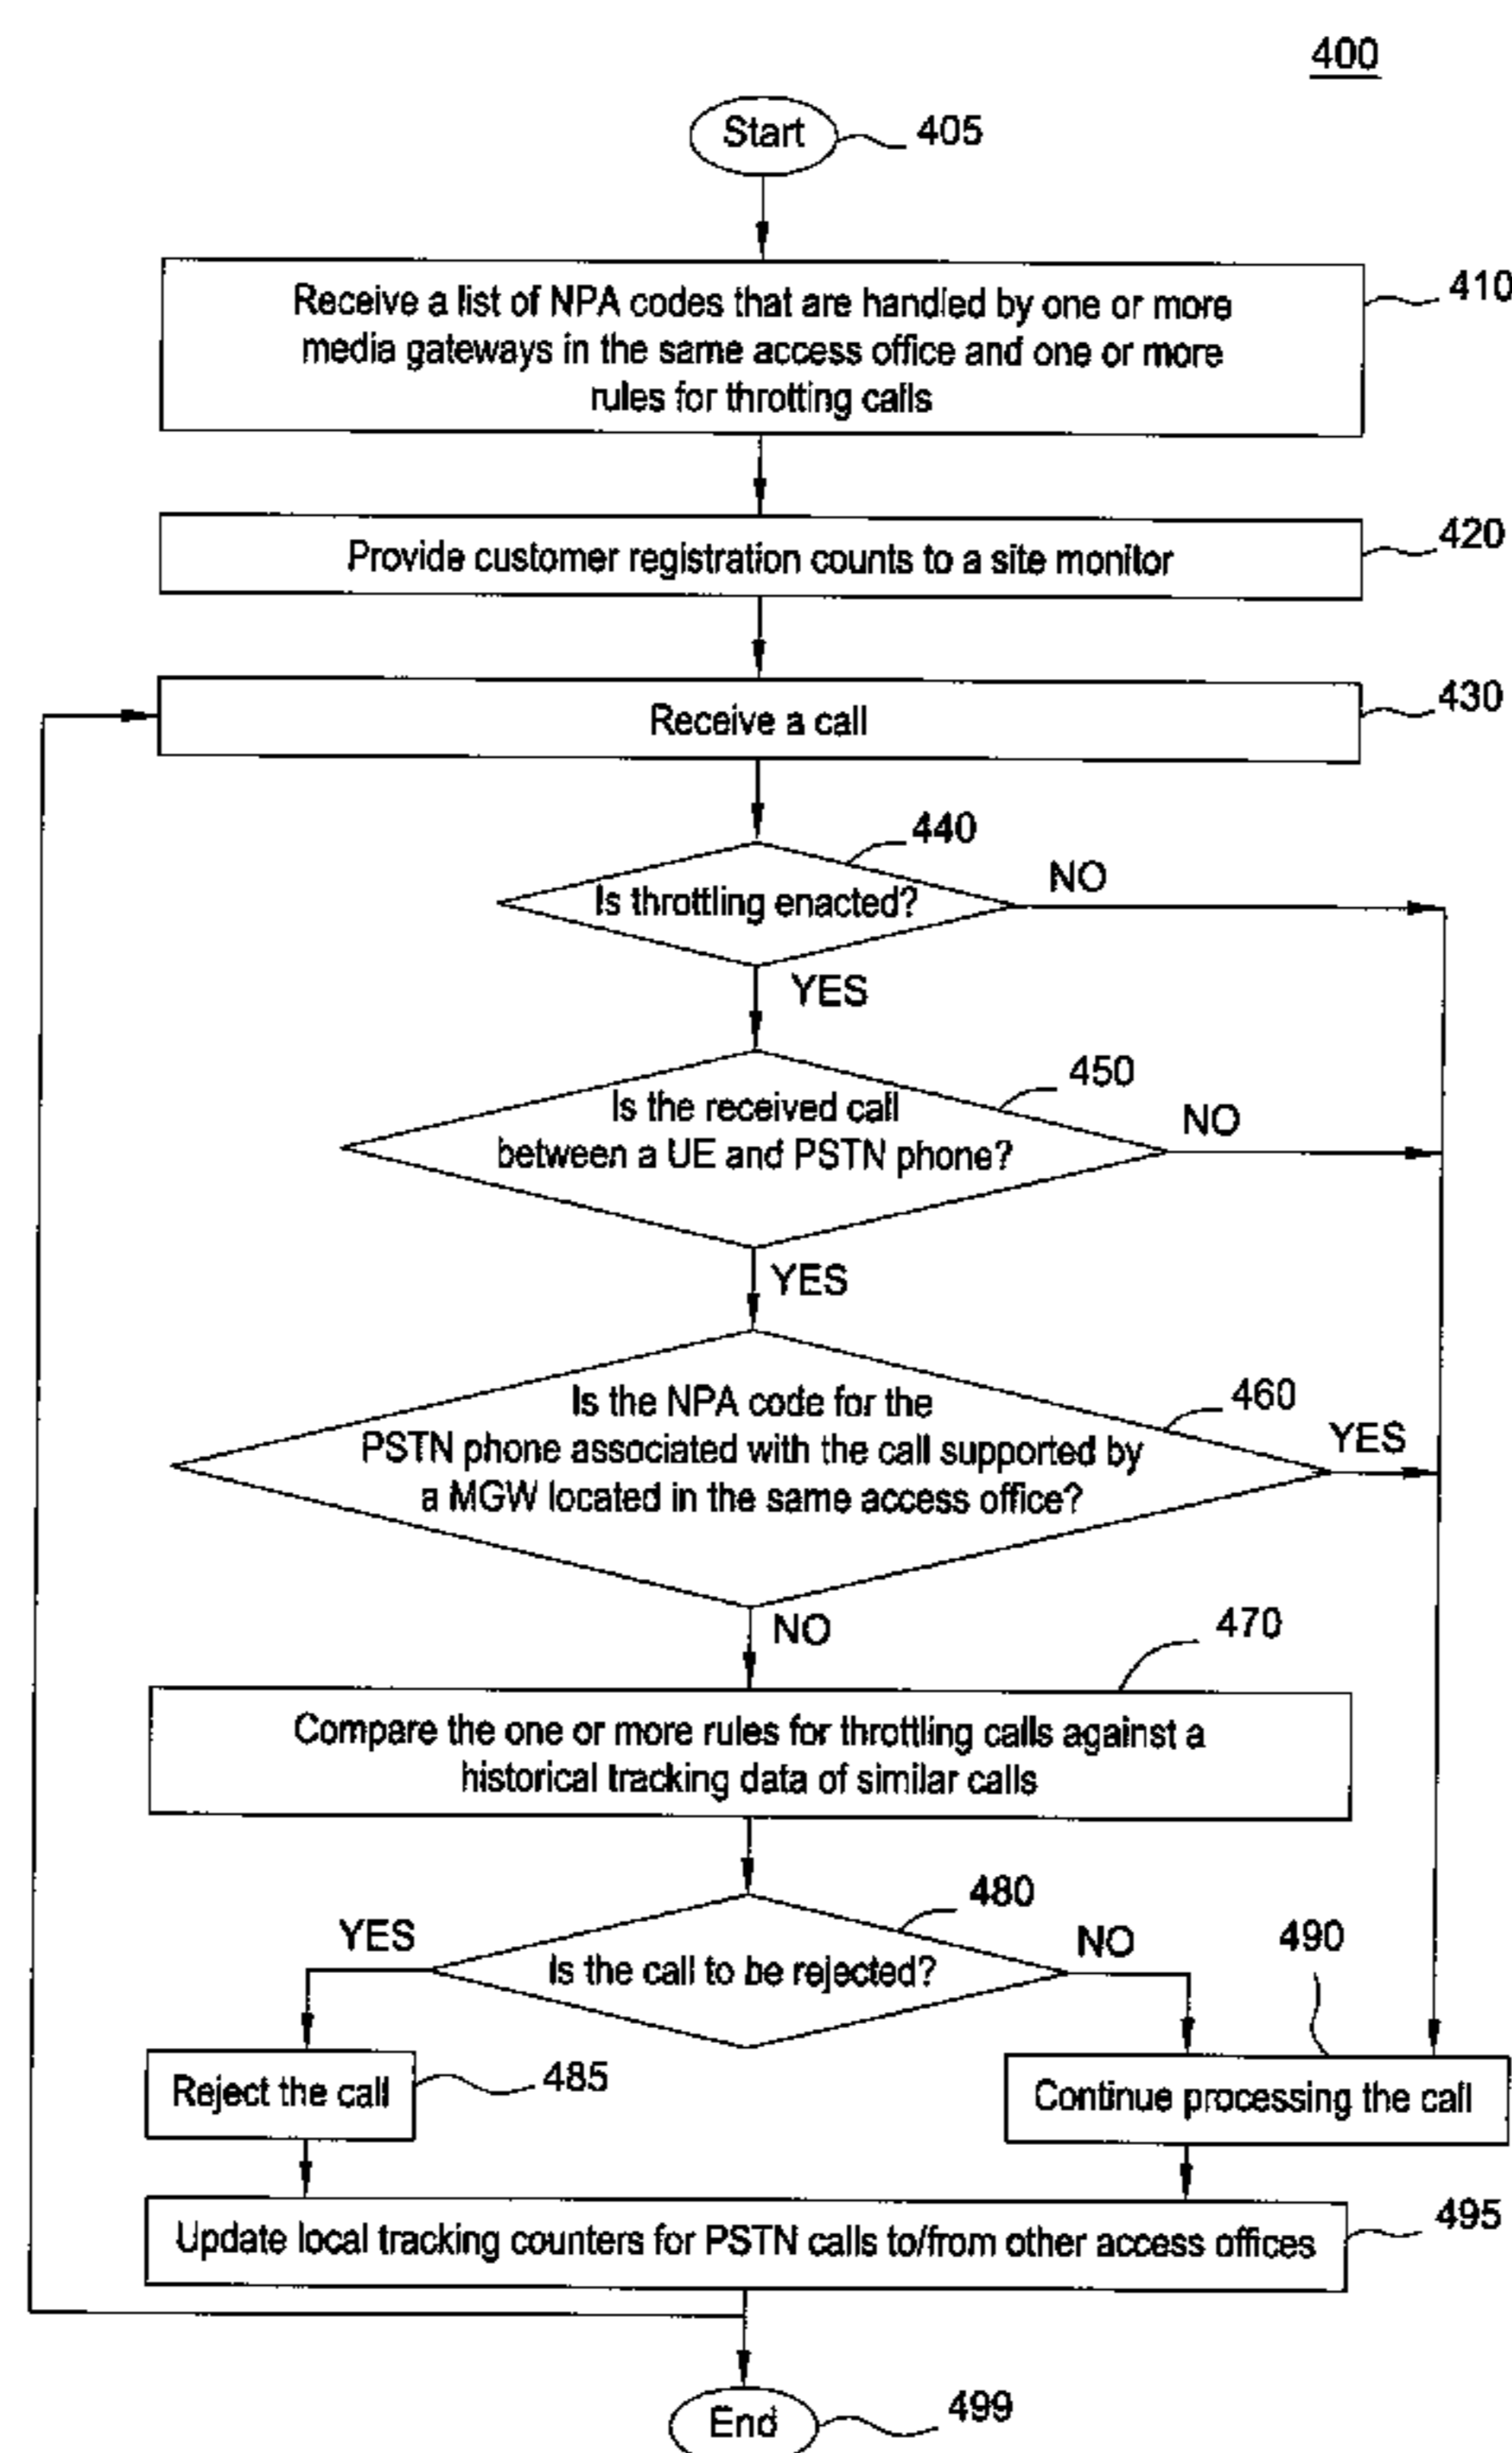 400
Start
405
Receive a list of NPA codes that are handled by one or more
media gateways in the same access office and one or more
rules for throtting calls
410
Provide customer registration counts to a site monitor
420
Receive a call
430
440
Is throttling enacted?
NO
YES
450
Is the received call
between a UE and PSTN phone?
NO
YES
460
Is the NPA code for the
PSTN phone associated with the call supported by
a MGW located in the same access office?
YES
NO
470
Compare the one or more rules for throttling calls against a
historical tracking data of similar calls
480
YES
Is the call to be rejected?
NO
490
Reject the call
485
Continue processing the call
Update local tracking counters for PSTN calls to/from other access offices
495
End
499